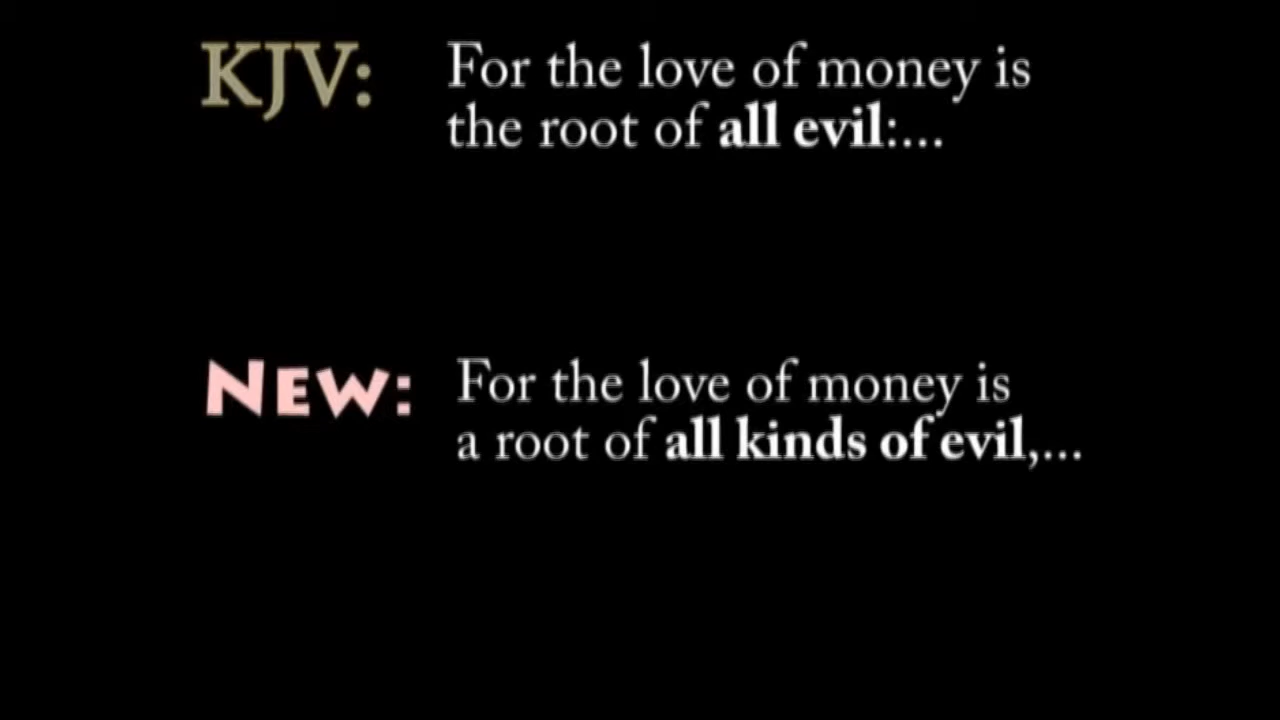 KJV: For the love of money is
the root of all evil:...
NEW: For the love of money is
a root of all kinds of evil,...